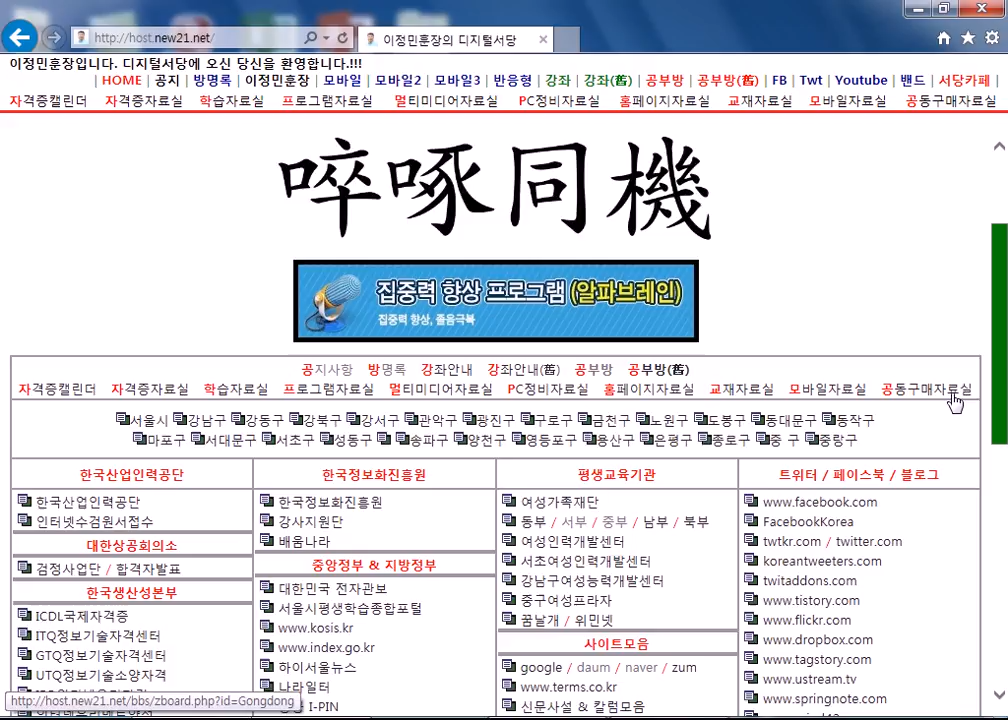 http://host.new21.net/
이정민훈장의 디지털서당
이정민훈장입니다. 디지털서당에 오신 당신을 환영합니다.!!!
| HOME | 공지 | 방명록 | 이정민훈장 | 모바일 | 모바일2 | 모바일3 | 반응형 | 강좌 | 강좌(舊) | 공부방 | 공부방(舊) | FB | Twt | Youtube | 밴드 | 서당카페 |
자격증캘린더 자격증자료실 학습자료실 프로그램자료실 멀티미디어자료실 PC정비자료실 홈페이지자료실 교재자료실 모바일자료실 공동구매자료실
啐啄同機
집중력 향상 프로그램 (알파브레인)
집중력 향상, 졸음극복
공지사항 방명록 강좌안내 강좌안내(舊) 공부방 공부방(舊)
자격증캘린더 자격증자료실 학습자료실 프로그램자료실 멀티미디어자료실 PC정비자료실 홈페이지자료실 교재자료실 모바일자료실 공동구매자료실
서울시 강남구 강동구 강북구 강서구 관악구 광진구 구로구 금천구 노원구 도봉구 동대문구 동작구
마포구 서대문구 서초구 성동구 송파구 양천구 영등포구 용산구 은평구 종로구 중 구 중랑구
한국산업인력공단
한국산업인력공단
인터넷수검원서접수
대한상공회의소
검정사업단 / 합격자발표
한국생산성본부
ICDL국제자격증
ITQ정보기술자격센터
GTQ정보기술자격센터
UTQ정보기술소양자격
한국정보화진흥원
한국정보화진흥원
강사지원단
배움나라
중앙정부 & 지방정부
대한민국 전자관보
서울시평생학습종합포털
www.kosis.kr
www.index.go.kr
하이서울뉴스
나라일터
I-PIN
평생교육기관
여성가족재단
동부 / 서부 / 중부 / 남부 / 북부
여성인력개발센터
서초여성인력개발센터
강남구여성능력개발센터
중구여성프라자
꿈날개 / 위민넷
사이트모음
google / daum / naver / zum
www.terms.co.kr
신문사설 & 칼럼모음
트위터 / 페이스북 / 블로그
www.facebook.com
FacebookKorea
twtkr.com / twitter.com
koreantweeters.com
twitaddons.com
www.tistory.com
www.flickr.com
www.dropbox.com
www.tagstory.com
www.ustream.tv
www.springnote.com
http://host.new21.net/bbs/zboard.php?id=Gongdong